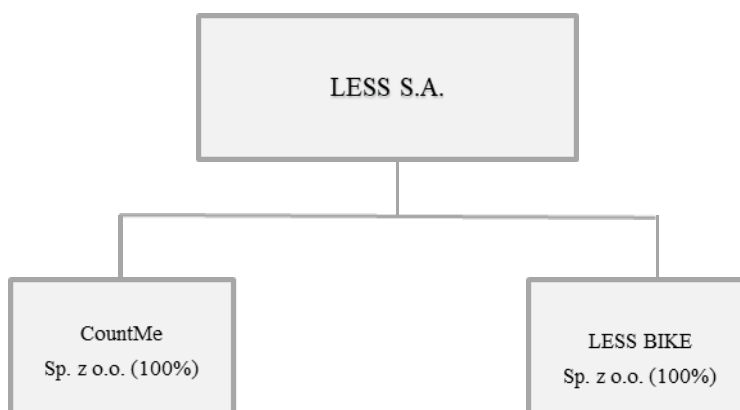 LESS S.A.
CountMe
Sp. z o.o. (100%)
LESS BIKE
Sp. z o.o. (100%)